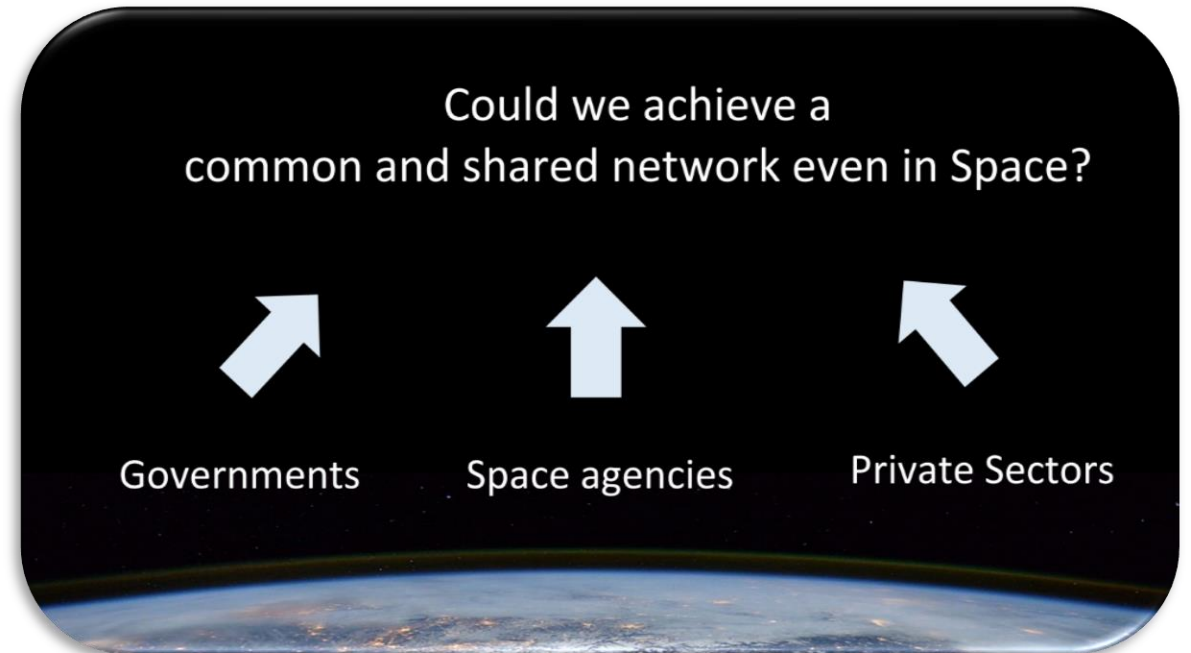 Could we achieve a
common and shared network even in Space?
Governments
Space agencies
Private Sectors